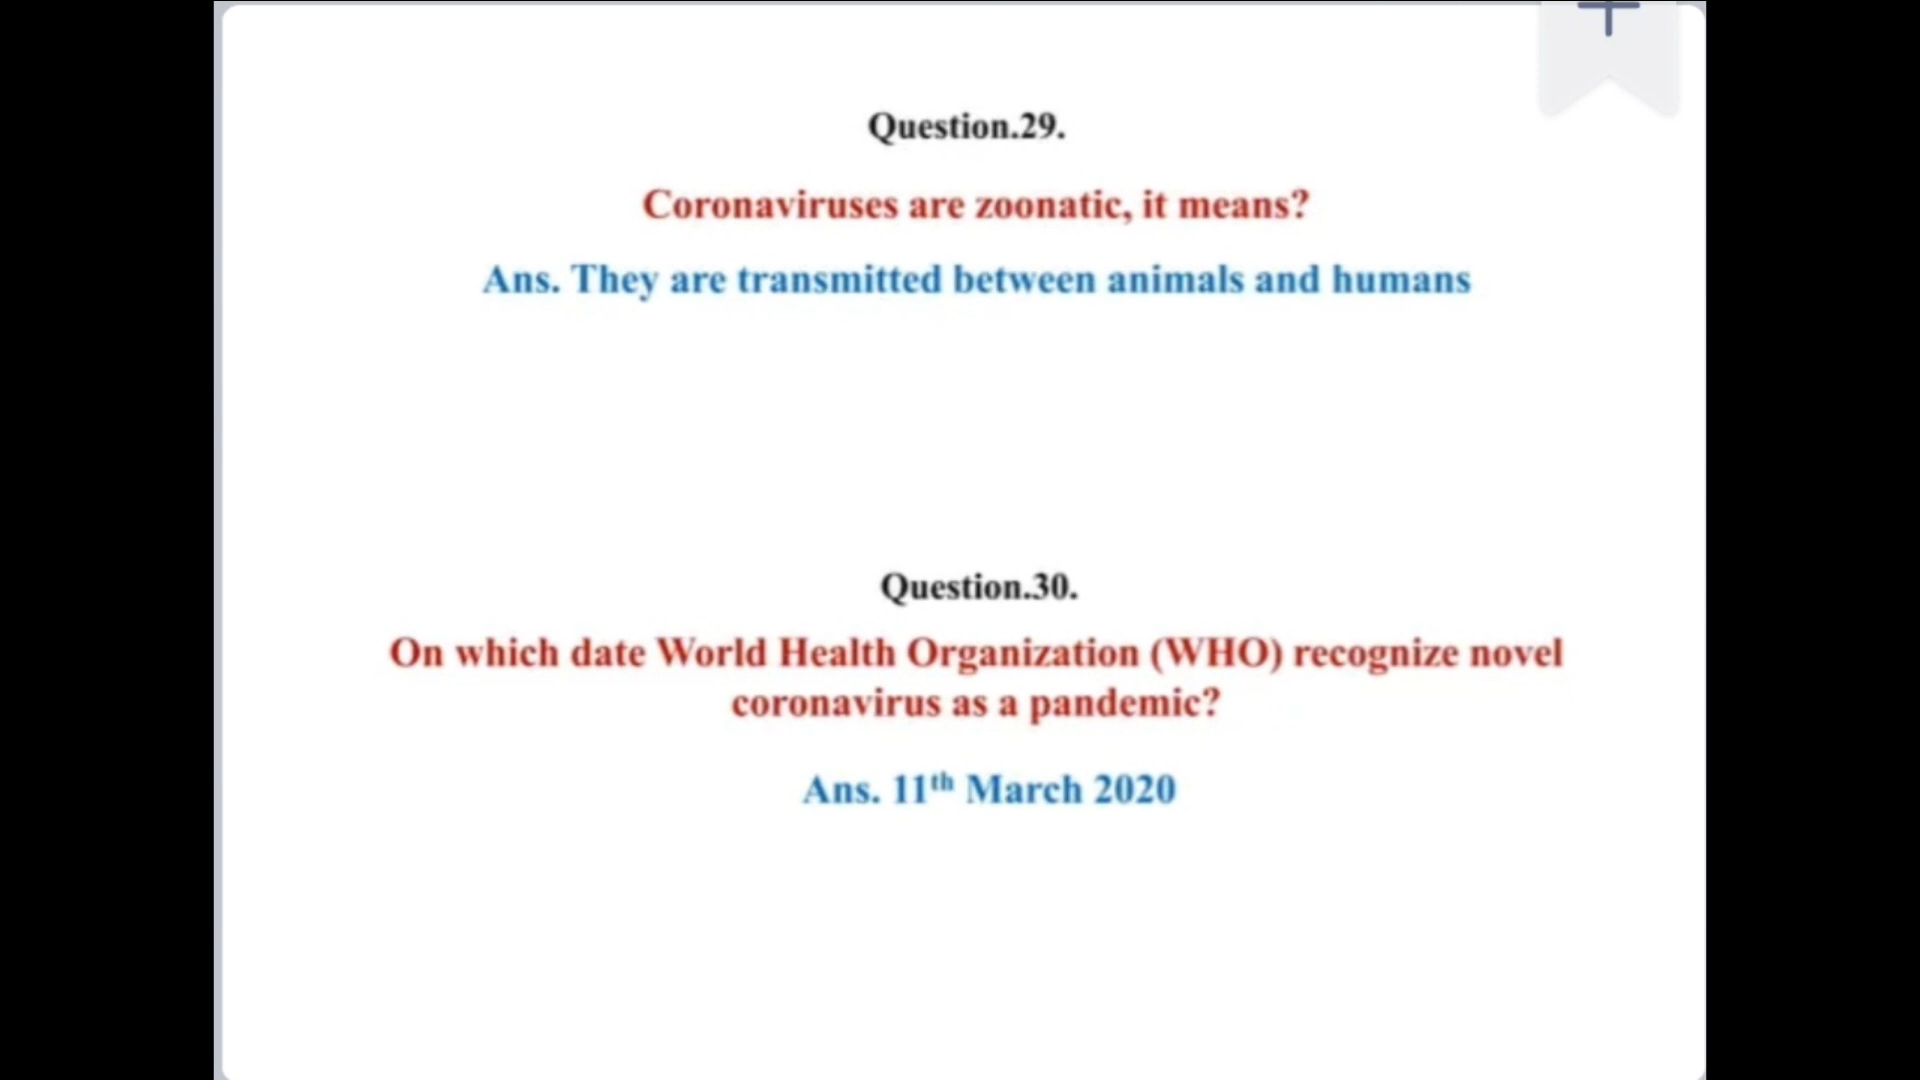 Question.29.
Coronaviruses are zoonatic, it means?
Ans. They are transmitted between animals and humans
Question.30.
On which date World Health Organization (WHO) recognize novel
coronavirus as a pandemic?
Ans. 11th March 2020